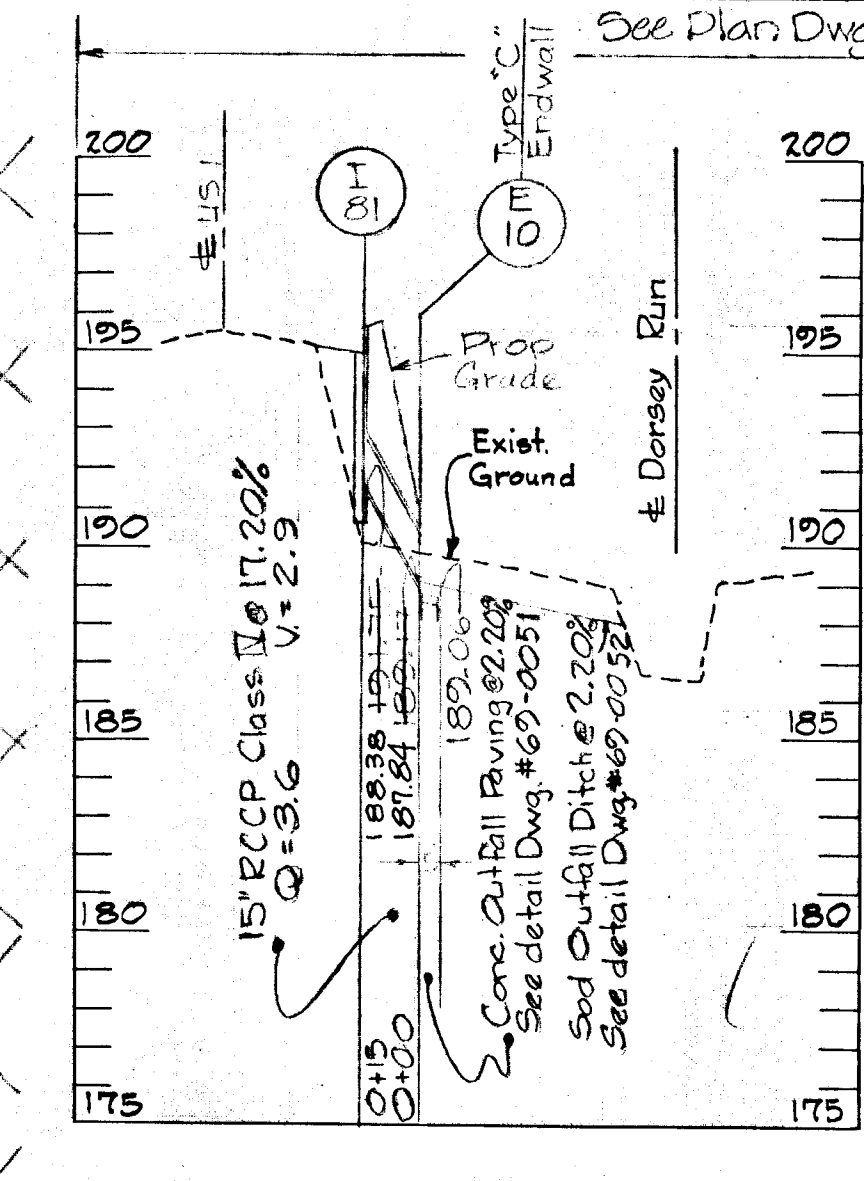 See Plan Dwg
Type "C"
Endwall
200
200
I
81
E
10
℄ US 1
195
195
Prop
Grade
℄ Dorsey Run
Exist.
Ground
190
190
15" RCCP Class IV @ 17.20%
Q = 3.6 V. = 2.9
188.38
187.84
189.06
Conc. Outfall Paving @ 2.20%
See detail Dwg. #69-0051
Sod Outfall Ditch @ 2.20%
See detail Dwg. #69-0052
185
185
180
180
0+15
0+00
175
175